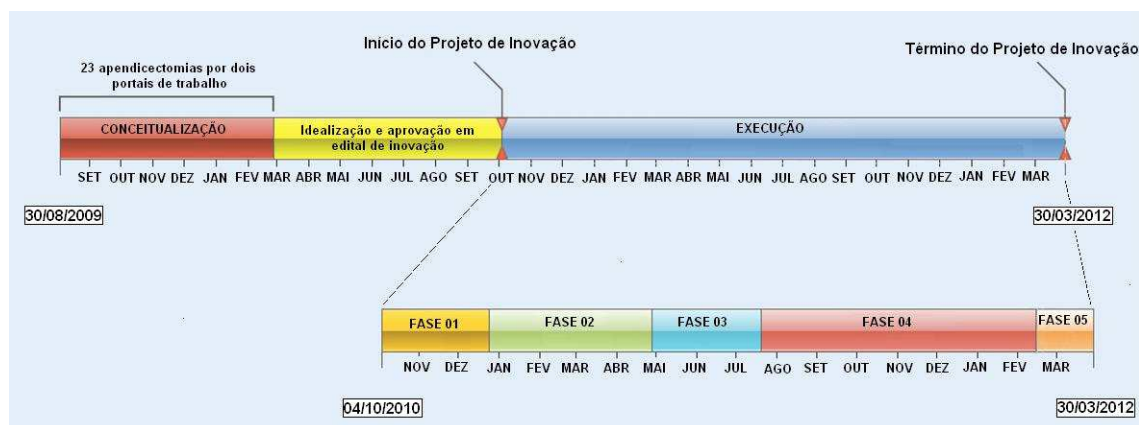 Início do Projeto de Inovação
Término do Projeto de Inovação
23 apendicectomias por dois
portais de trabalho
CONCEITUALIZAÇÃO
Idealização e aprovação em
edital de inovação
EXECUÇÃO
SET OUT NOV DEZ JAN FEV MAR ABR MAI JUN JUL AGO SET OUT NOV DEZ JAN FEV MAR ABR MAI JUN JUL AGO SET OUT NOV DEZ JAN FEV MAR
30/08/2009
30/03/2012
FASE 01 FASE 02 FASE 03 FASE 04 FASE 05
NOV DEZ JAN FEV MAR ABR MAI JUN JUL AGO SET OUT NOV DEZ JAN FEV MAR
04/10/2010
30/03/2012